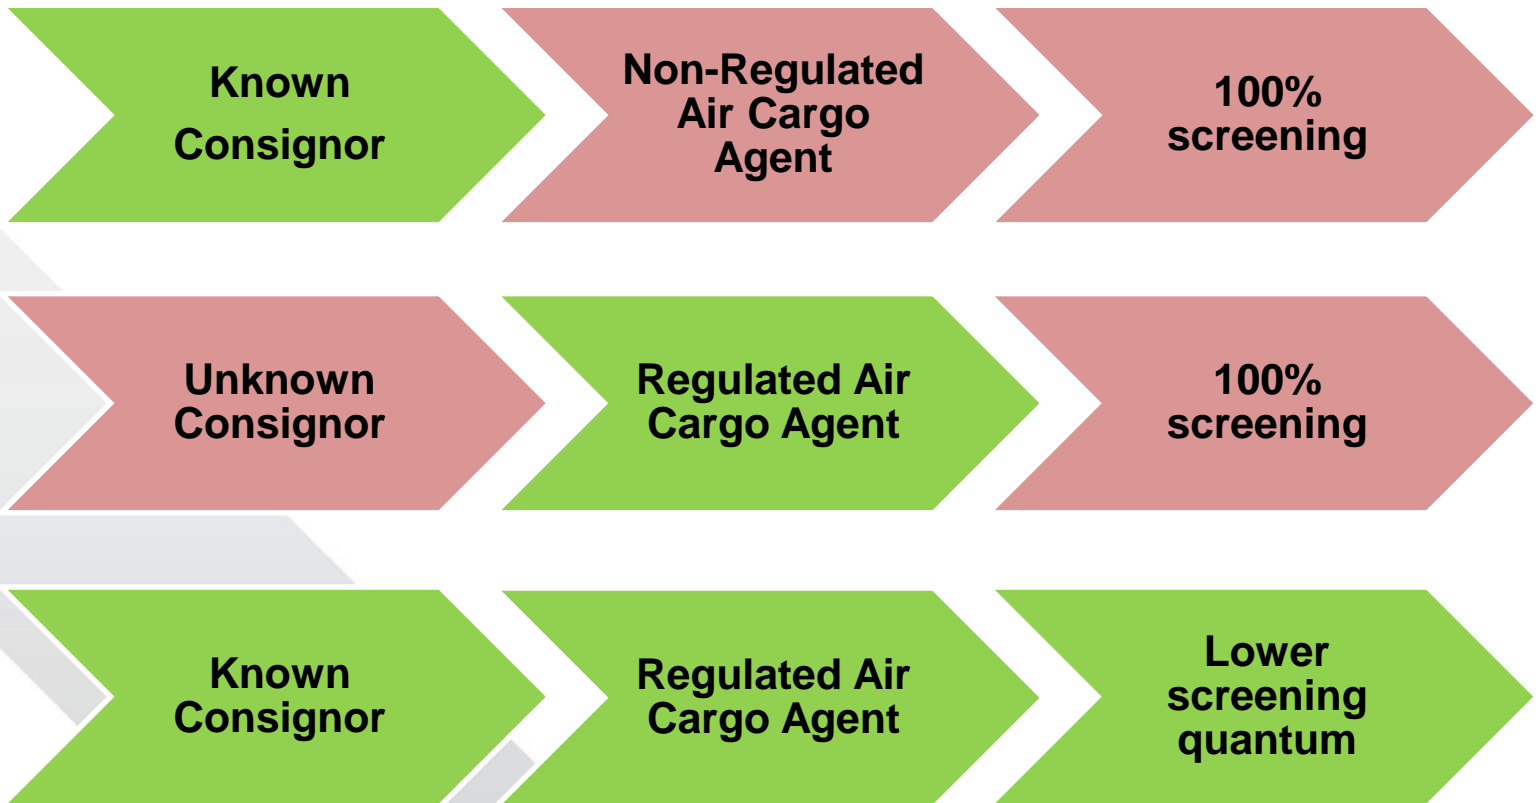 Known
Consignor
Non-Regulated
Air Cargo
Agent
100%
screening
Unknown
Consignor
Regulated Air
Cargo Agent
100%
screening
Known
Consignor
Regulated Air
Cargo Agent
Lower
screening
quantum